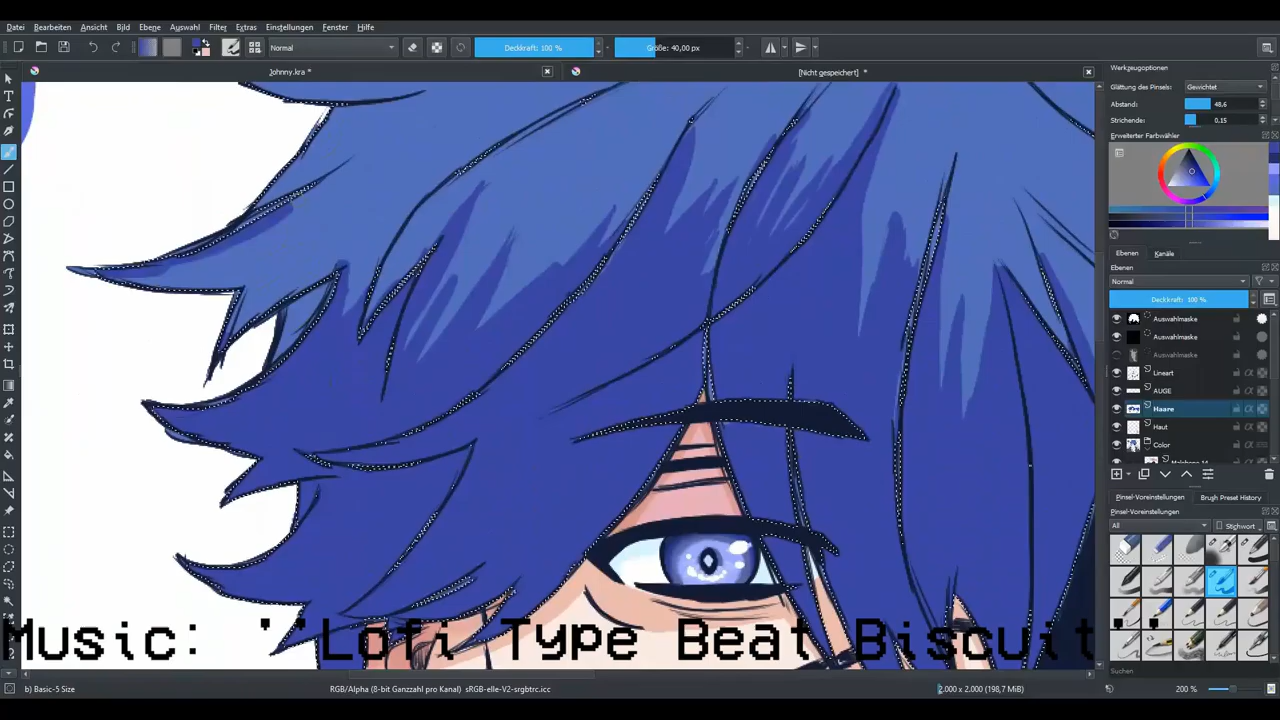 Datei Bearbeiten Ansicht Bild Ebene Auswahl Filter Extras Einstellungen Fenster Hilfe
Normal Deckkraft: 100 % Größe: 40,00 px
Johnny.kra * [Nicht gespeichert] *
Werkzeugoptionen
Glättung des Pinsels: Gewichtet
Abstand: 48,6
Strichende: 0,15
Erweiterter Farbwähler
Ebenen Kanäle
Ebenen
Normal
Deckkraft: 100 %
Auswahlmaske
Auswahlmaske
Auswahlmaske
Lineart
AUGE
Haare
Haut
Color
Pinsel-Voreinstellungen Brush Preset History
Pinsel-Voreinstellungen
All Stichwort
Suchen
Music: ''Lofi Type Beat Biscuit
b) Basic-5 Size RGB/Alpha (8-bit Ganzzahl pro Kanal) sRGB-elle-V2-srgbtrc.icc 2.000 x 2.000 (198,7 MiB) 200 %